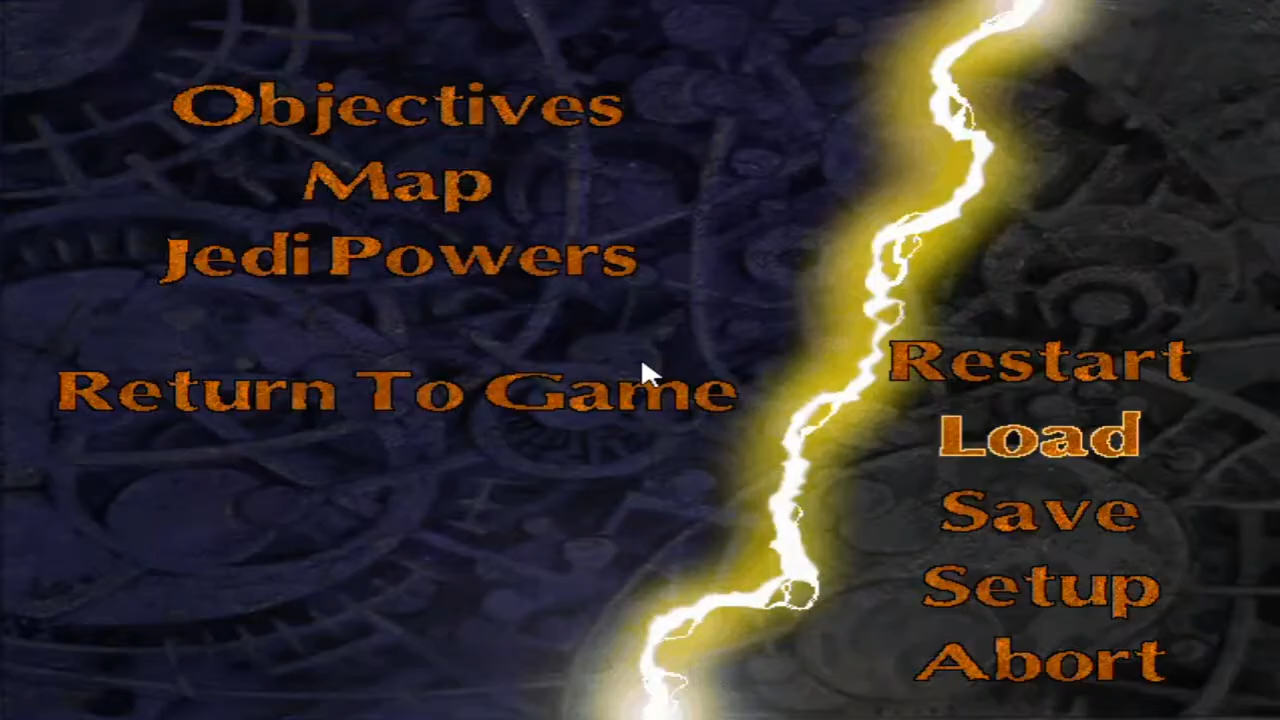 Objectives
Map
Jedi Powers
Return To Game
Restart
Load
Save
Setup
Abort